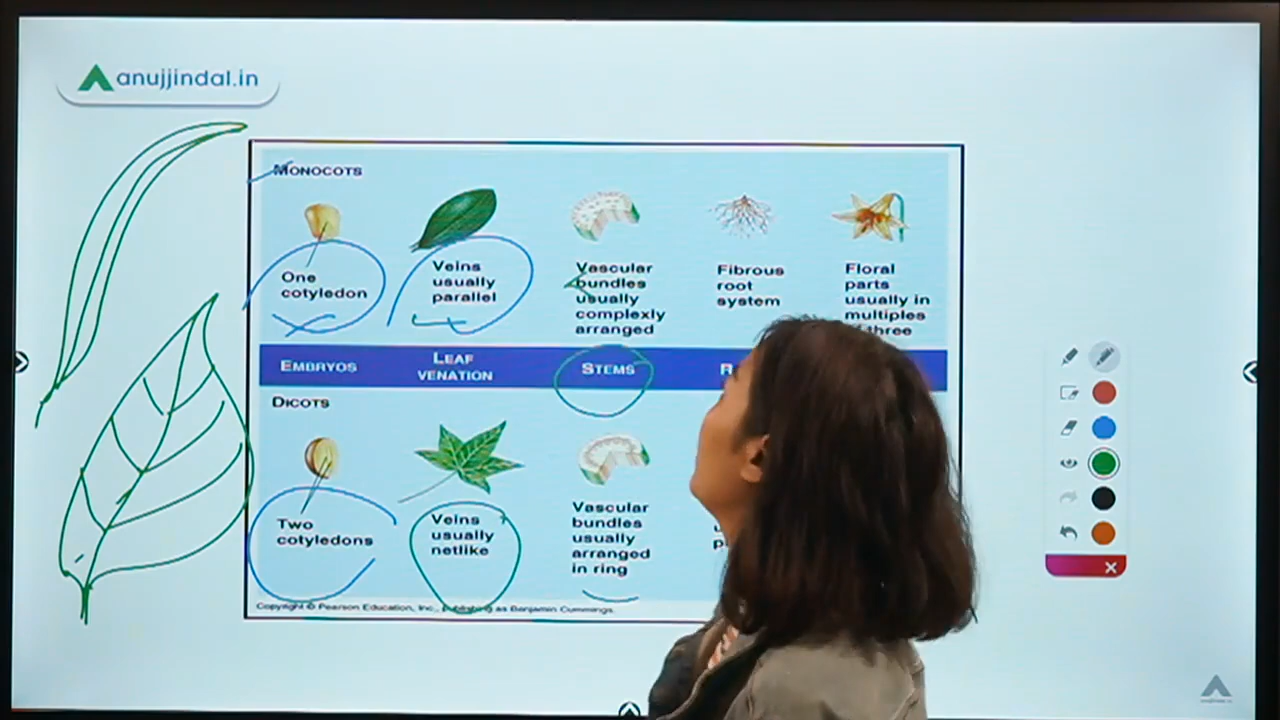 anujjindal.in
MONOCOTS
One
cotyledon
Veins
usually
parallel
Vascular
bundles
usually
complexly
arranged
Fibrous
root
system
Floral
parts
usually in
multiples
three
EMBRYOS
LEAF
VENATION
STEMS
DICOTS
Two
cotyledons
Veins
usually
netlike
Vascular
bundles
usually
arranged
in ring
Copyright © Pearson Education, Inc., publishing as Benjamin Cummings.